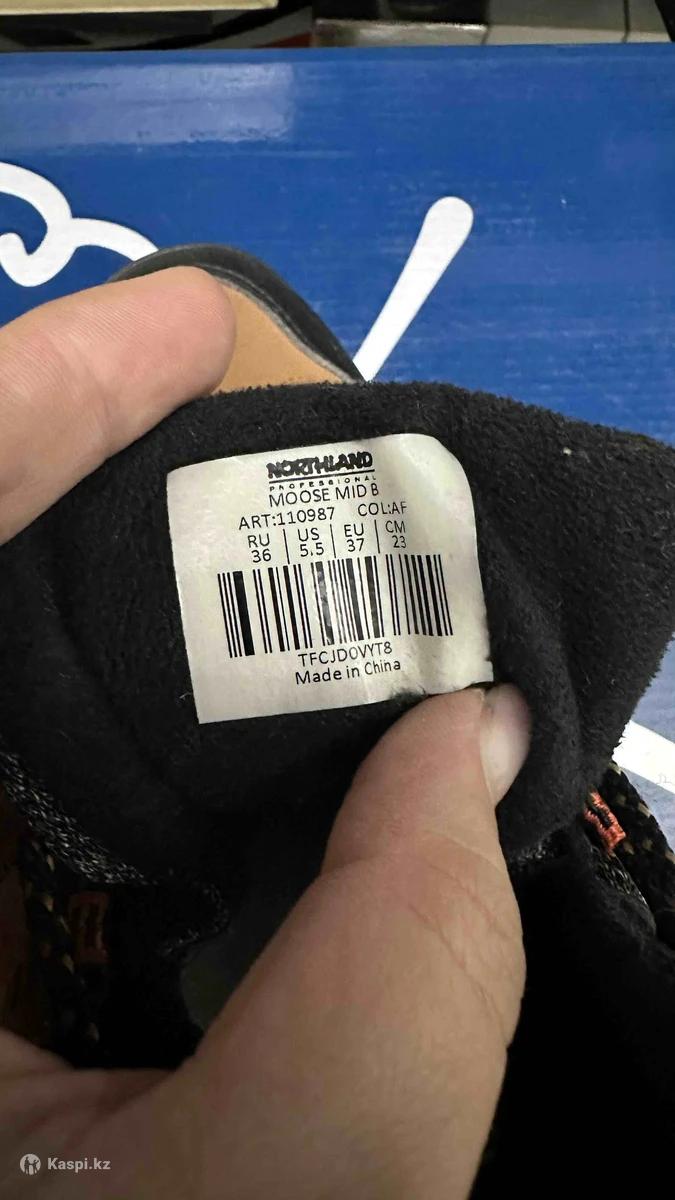 NORTHLAND
PROFESSIONAL
MOOSE MID B
ART:110987 COL:AF
RU US EU CM
36 5.5 37 23
TFCJD0VYT8
Made in China
Kaspi.kz